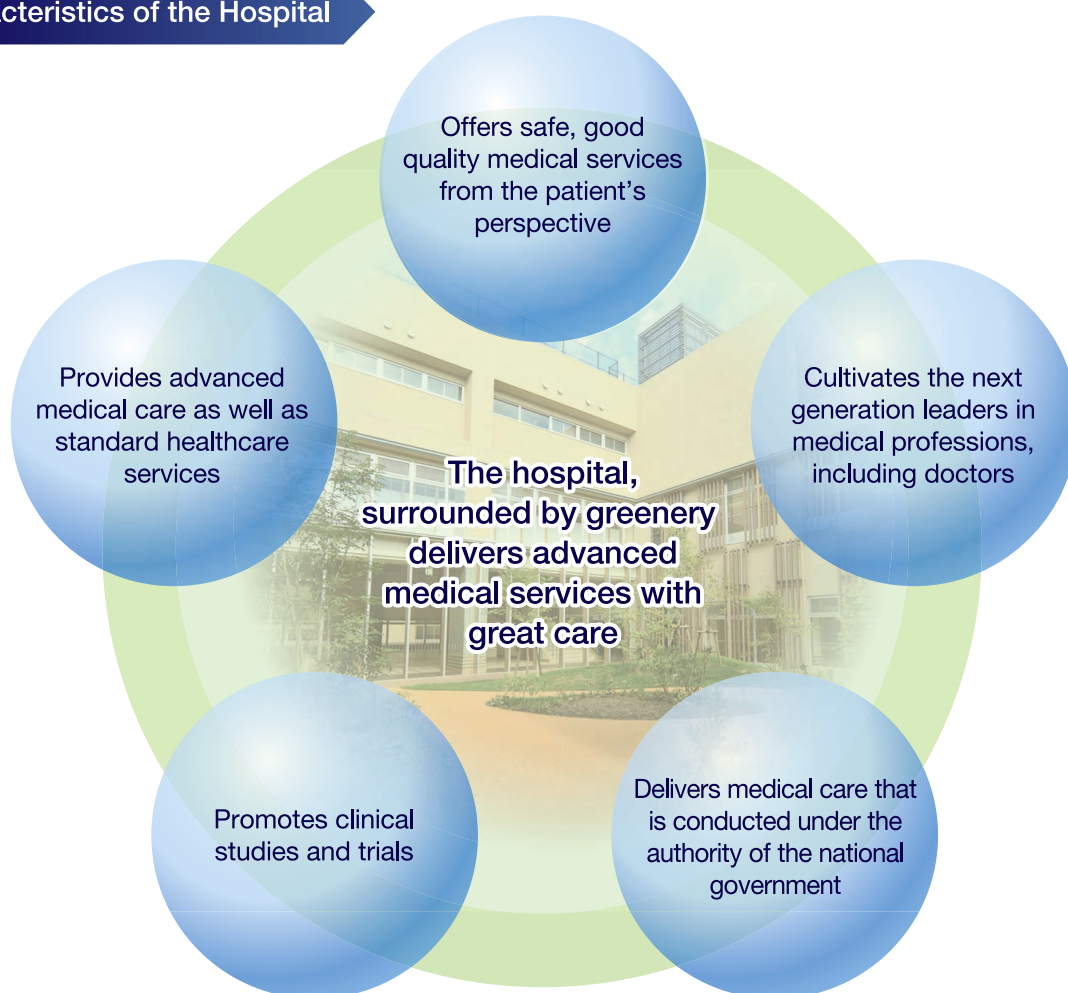 acteristics of the Hospital
Offers safe, good
quality medical services
from the patient's
perspective
Provides advanced
medical care as well as
standard healthcare
services
Cultivates the next
generation leaders in
medical professions,
including doctors
The hospital,
surrounded by greenery
delivers advanced
medical services with
great care
Promotes clinical
studies and trials
Delivers medical care that
is conducted under the
authority of the national
government